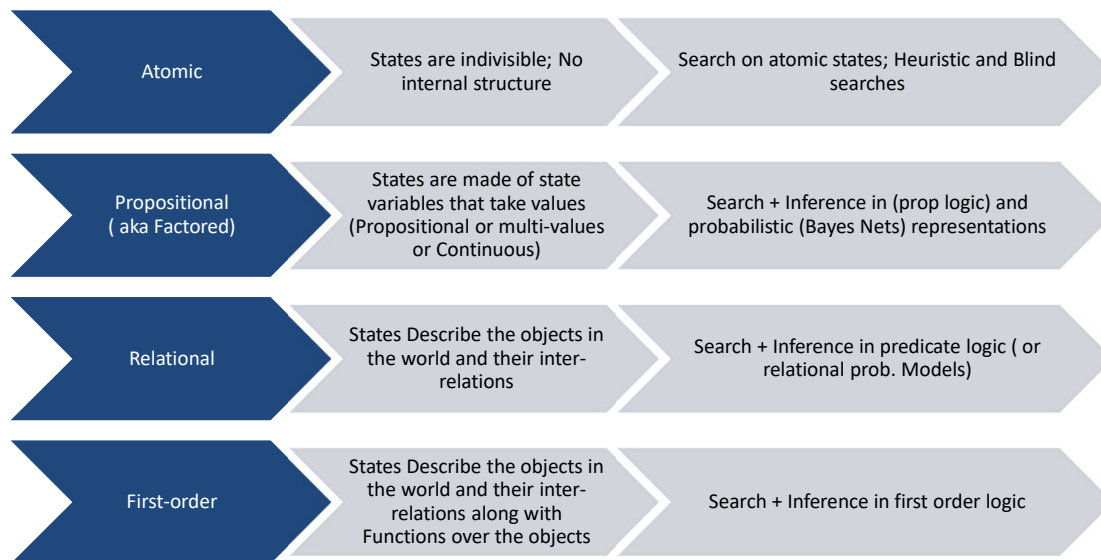 Atomic
States are indivisible; No
internal structure
Search on atomic states; Heuristic and Blind
searches
Propositional
( aka Factored)
States are made of state
variables that take values
(Propositional or multi-values
or Continuous)
Search + Inference in (prop logic) and
probabilistic (Bayes Nets) representations
Relational
States Describe the objects in
the world and their inter-
relations
Search + Inference in predicate logic ( or
relational prob. Models)
First-order
States Describe the objects in
the world and their inter-
relations along with
Functions over the objects
Search + Inference in first order logic